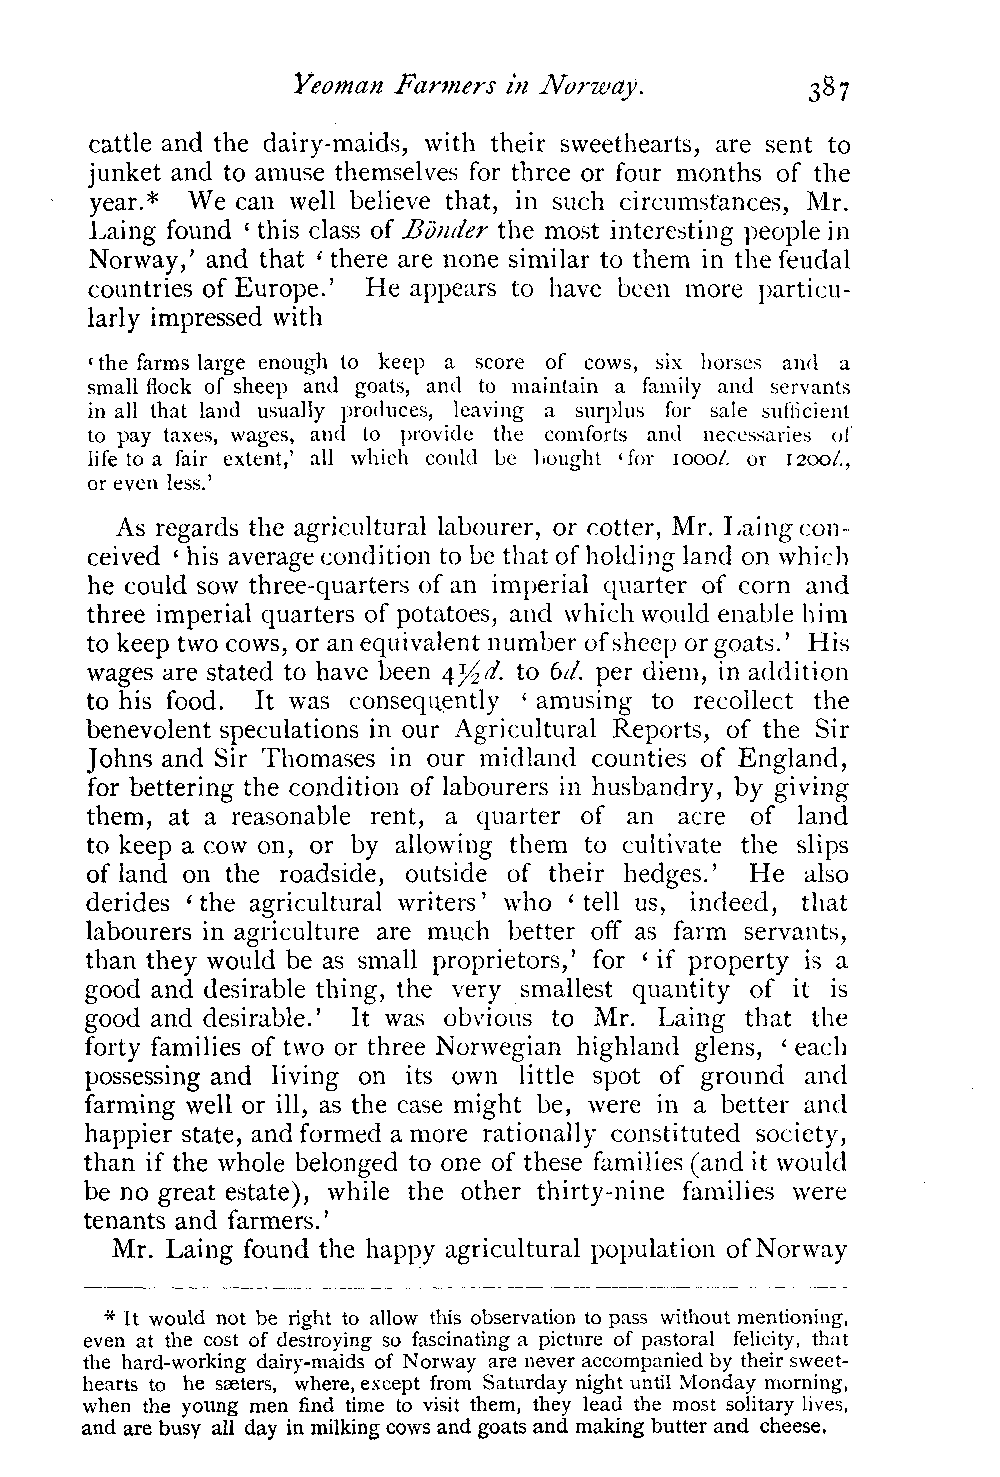 Yeoman Farmers in Norway. 387
cattle and the dairy-maids, with their sweethearts, are sent to
junket and to amuse themselves for three or four months of the
year.* We can well believe that, in such circumstances, Mr.
Laing found ‘ this class of Bönder the most interesting people in
Norway,’ and that ‘ there are none similar to them in the feudal
countries of Europe.’ He appears to have been more particu-
larly impressed with
‘the farms large enough to keep a score of cows, six horses and a
small flock of sheep and goats, and to maintain a family and servants
in all that land usually produces, leaving a surplus for sale sufficient
to pay taxes, wages, and to provide the comforts and necessaries of
life to a fair extent,’ all which could be bought ‘for 1000l. or 1200l.,
or even less.’
As regards the agricultural labourer, or cotter, Mr. Laing con-
ceived ‘ his average condition to be that of holding land on which
he could sow three-quarters of an imperial quarter of corn and
three imperial quarters of potatoes, and which would enable him
to keep two cows, or an equivalent number of sheep or goats.’ His
wages are stated to have been 4½d. to 6d. per diem, in addition
to his food. It was consequently ‘ amusing to recollect the
benevolent speculations in our Agricultural Reports, of the Sir
Johns and Sir Thomases in our midland counties of England,
for bettering the condition of labourers in husbandry, by giving
them, at a reasonable rent, a quarter of an acre of land
to keep a cow on, or by allowing them to cultivate the slips
of land on the roadside, outside of their hedges.’ He also
derides ‘ the agricultural writers’ who ‘ tell us, indeed, that
labourers in agriculture are much better off as farm servants,
than they would be as small proprietors,’ for ‘ if property is a
good and desirable thing, the very smallest quantity of it is
good and desirable.’ It was obvious to Mr. Laing that the
forty families of two or three Norwegian highland glens, ‘ each
possessing and living on its own little spot of ground and
farming well or ill, as the case might be, were in a better and
happier state, and formed a more rationally constituted society,
than if the whole belonged to one of these families (and it would
be no great estate), while the other thirty-nine families were
tenants and farmers.’
Mr. Laing found the happy agricultural population of Norway
* It would not be right to allow this observation to pass without mentioning,
even at the cost of destroying so fascinating a picture of pastoral felicity, that
the hard-working dairy-maids of Norway are never accompanied by their sweet-
hearts to he sæters, where, except from Saturday night until Monday morning,
when the young men find time to visit them, they lead the most solitary lives,
and are busy all day in milking cows and goats and making butter and cheese.